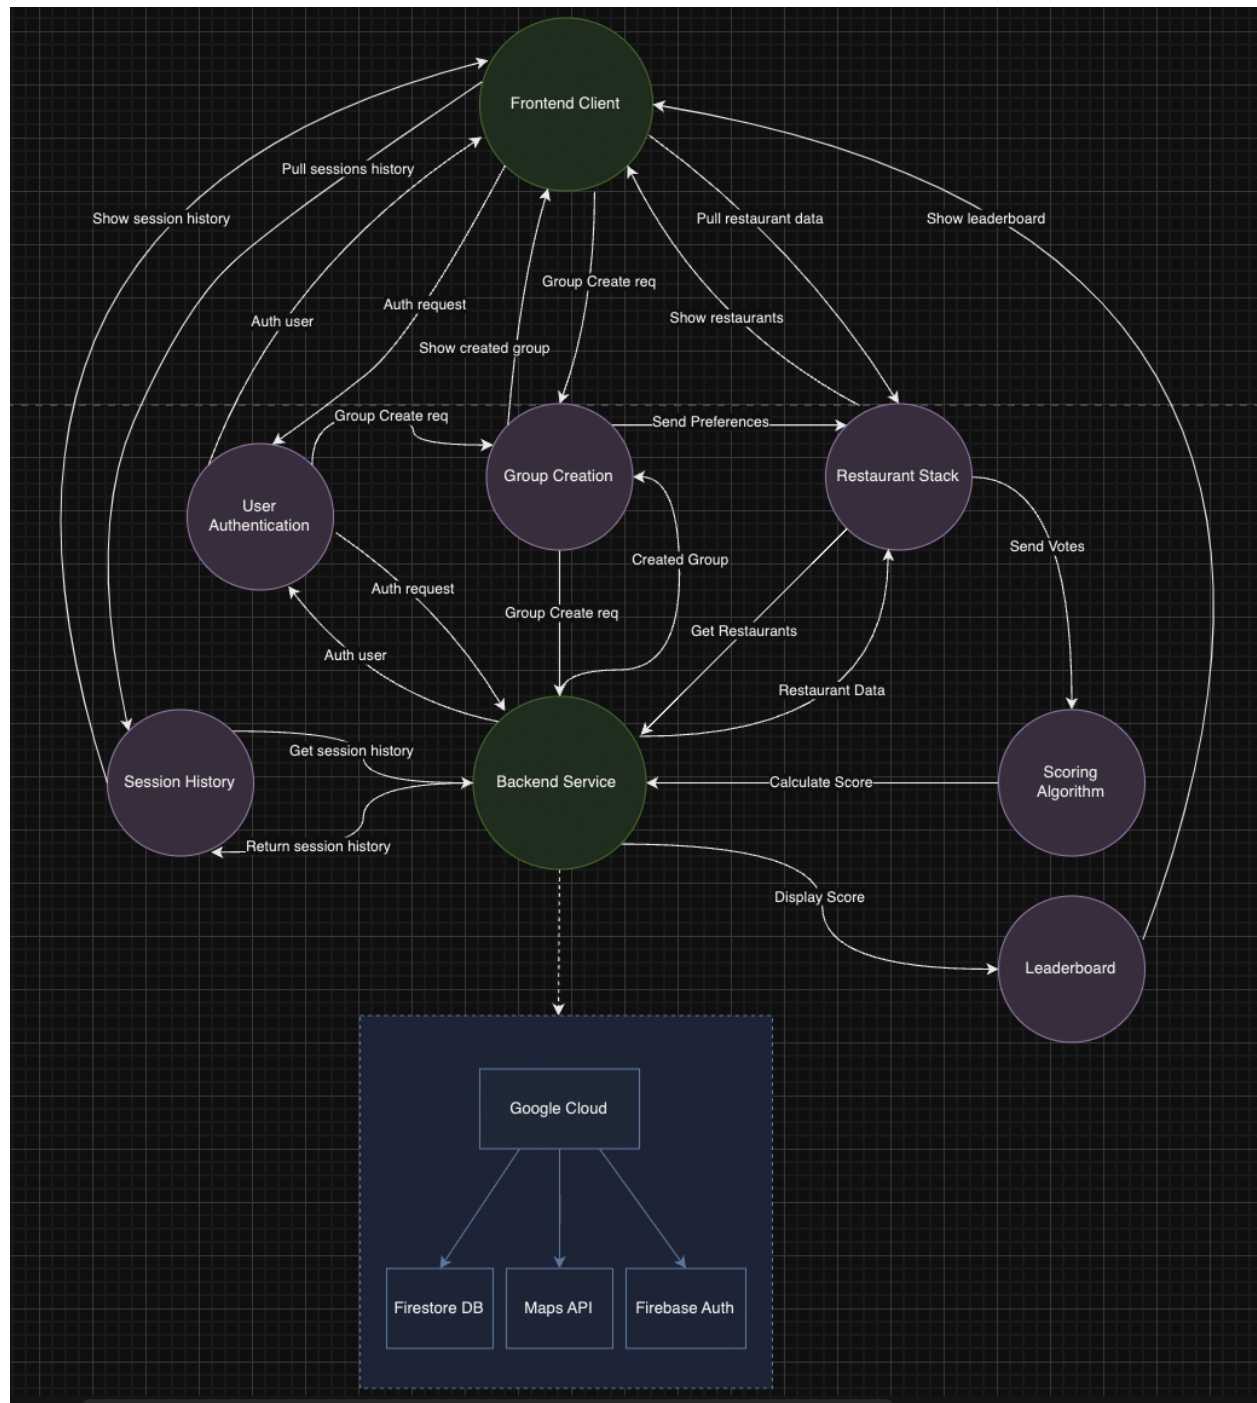 Frontend Client
Pull sessions history
Show session history
Pull restaurant data
Show leaderboard
Group Create req
Auth request
Auth user
Show restaurants
Show created group
Group Create req
Send Preferences
Group Creation
Restaurant Stack
User
Authentication
Send Votes
Created Group
Auth request
Group Create req
Get Restaurants
Auth user
Restaurant Data
Get session history
Session History
Backend Service
Calculate Score
Scoring
Algorithm
Return session history
Display Score
Leaderboard
Google Cloud
Firestore DB
Maps API
Firebase Auth